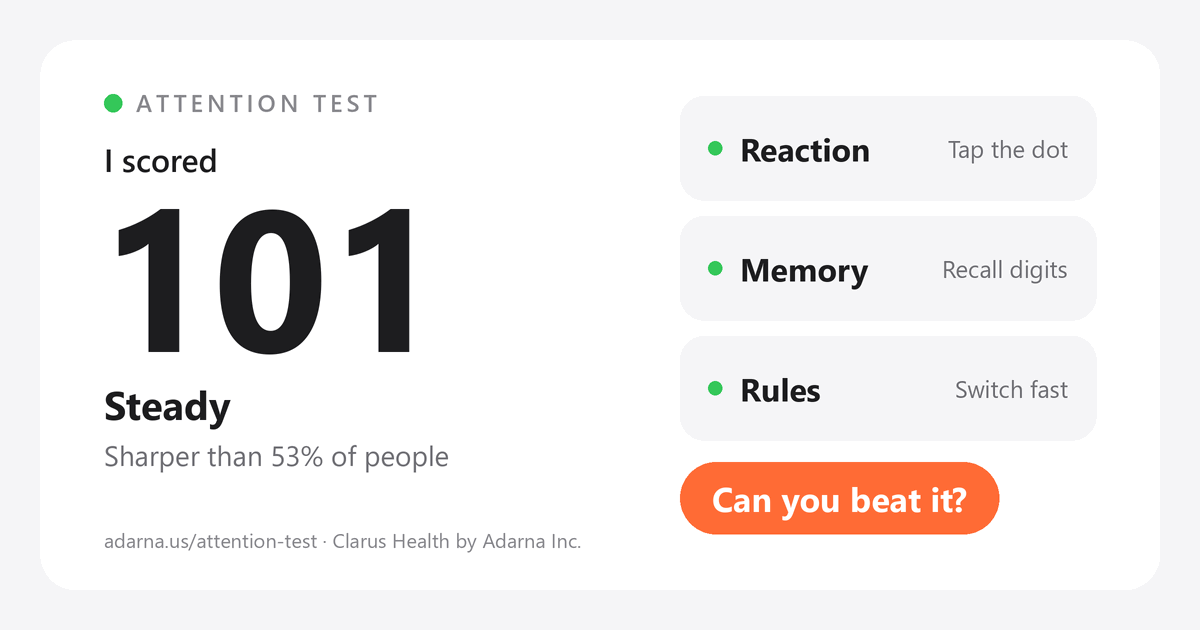 ATTENTION TEST
I scored
101
Steady
Sharper than 53% of people
adarna.us/attention-test · Clarus Health by Adarna Inc.
Reaction Tap the dot
Memory Recall digits
Rules Switch fast
Can you beat it?